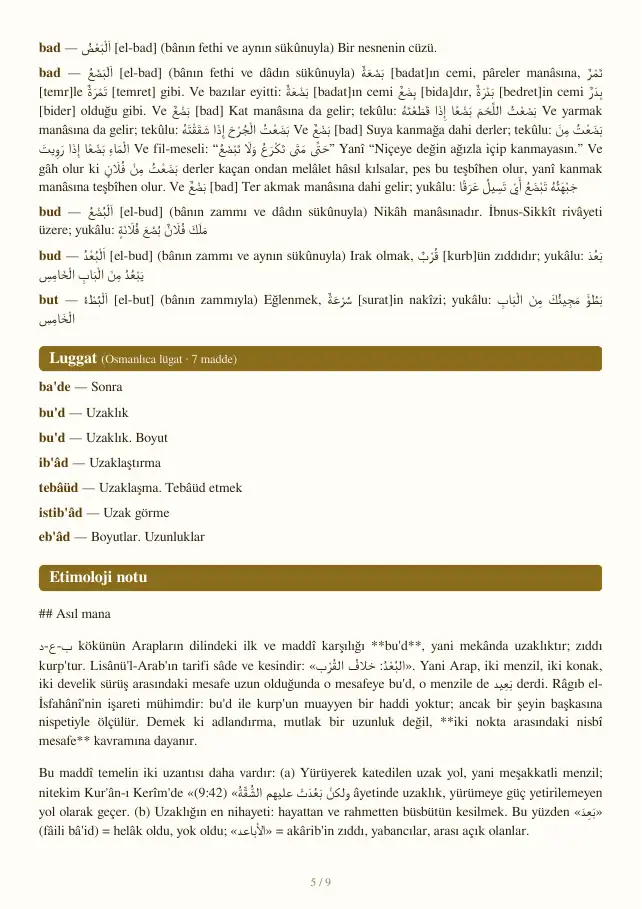 bad — اَلْبَعْضُ [el-bad] (bânın fethi ve aynın sükûnuyla) Bir nesnenin cüzü.
bad — اَلْبَضْعُ [el-bad] (bânın fethi ve dâdın sükûnuyla) بَضْعَةٌ [badat]ın cemi, pâreler manâsına, تَمْرٌ
[temr]le تَمْرَةٌ [temret] gibi. Ve bazılar eyitti: بَضْعَةٌ [badat]ın cemi بِضَعٌ [bida]dır, بَدْرَةٌ [bedret]in cemi بِدَرٌ
[bider] olduğu gibi. Ve بَضْعٌ [bad] Kat manâsına da gelir; tekûlu: بَضَعْتُ اللَّحْمَ بَضْعًا إِذَا قَطَعْتَهُ Ve yarmak
manâsına da gelir; tekûlu: بَضَعْتُ الْجُرْحَ إِذَا شَقَقْتَهُ Ve بَضْعٌ [bad] Suya kanmağa dahi derler; tekûlu: بَضَعْتُ مِنَ
الْمَاءِ بَضْعًا إِذَا رَوِيتَ Ve fil-meseli: “حَتَّى مَتَى تَكْرَعُ وَلَا تَبْضَعُ” Yanî “Niçeye değin ağızla içip kanmayasın.” Ve
gâh olur ki بَضَعْتُ مِنْ فُلَانٍ derler kaçan ondan melâlet hâsıl kılsalar, pes bu teşbîhen olur, yanî kanmak
manâsına teşbîhen olur. Ve بَضْعٌ [bad] Ter akmak manâsına dahi gelir; yukâlu: جَبْهَتُهُ تَبْضَعُ أَيْ تَسِيلُ عَرَقًا
bud — اَلْبُضْعُ [el-bud] (bânın zammı ve dâdın sükûnuyla) Nikâh manâsınadır. İbnus-Sikkît rivâyeti
üzere; yukâlu: مَلَكَ فُلَانٌ بُضْعَ فُلَانَةٍ
bud — اَلْبُعْدُ [el-bud] (bânın zammı ve aynın sükûnuyla) Irak olmak, قُرْبٌ [kurb]ün zıddıdır; yukâlu: بَعُدَ
يَبْعُدُ مِنَ الْبَابِ الْخَامِسِ
but — اَلْبُطْءُ [el-but] (bânın zammıyla) Eğlenmek, سُرْعَةٌ [surat]in nakîzi; yukâlu: بَطُؤَ مَجِيئُكَ مِنَ الْبَابِ
الْخَامِسِ
Luggat (Osmanlıca lügat · 7 madde)
ba'de — Sonra
bu'd — Uzaklık
bu'd — Uzaklık. Boyut
ib'âd — Uzaklaştırma
tebâüd — Uzaklaşma. Tebâüd etmek
istib'âd — Uzak görme
eb'âd — Boyutlar. Uzunluklar
Etimoloji notu
## Asıl mana
ب-ع-د kökünün Arapların dilindeki ilk ve maddî karşılığı **bu'd**, yani mekânda uzaklıktır; zıddı
kurp'tur. Lisânü'l-Arab'ın tarifi sâde ve kesindir: «البُعْدُ: خلافُ القُرْب». Yani Arap, iki menzil, iki konak,
iki develik sürüş arasındaki mesafe uzun olduğunda o mesafeye bu'd, o menzile de بَعِيد derdi. Râgıb el-
İsfahânî'nin işareti mühimdir: bu'd ile kurp'un muayyen bir haddi yoktur; ancak bir şeyin başkasına
nispetiyle ölçülür. Demek ki adlandırma, mutlak bir uzunluk değil, **iki nokta arasındaki nisbî
mesafe** kavramına dayanır.
Bu maddî temelin iki uzantısı daha vardır: (a) Yürüyerek katedilen uzak yol, yani meşakkatli menzil;
nitekim Kur'ân-ı Kerîm'de «ولكنْ بَعُدَتْ عليهم الشُّقَّةُ» (9:42) âyetinde uzaklık, yürümeye güç yetirilemeyen
yol olarak geçer. (b) Uzaklığın en nihayeti: hayattan ve rahmetten büsbütün kesilmek. Bu yüzden «بَعِدَ»
(fâili bâ'id) = helâk oldu, yok oldu; «الأباعد» = akârib'in zıddı, yabancılar, arası açık olanlar.
5 / 9